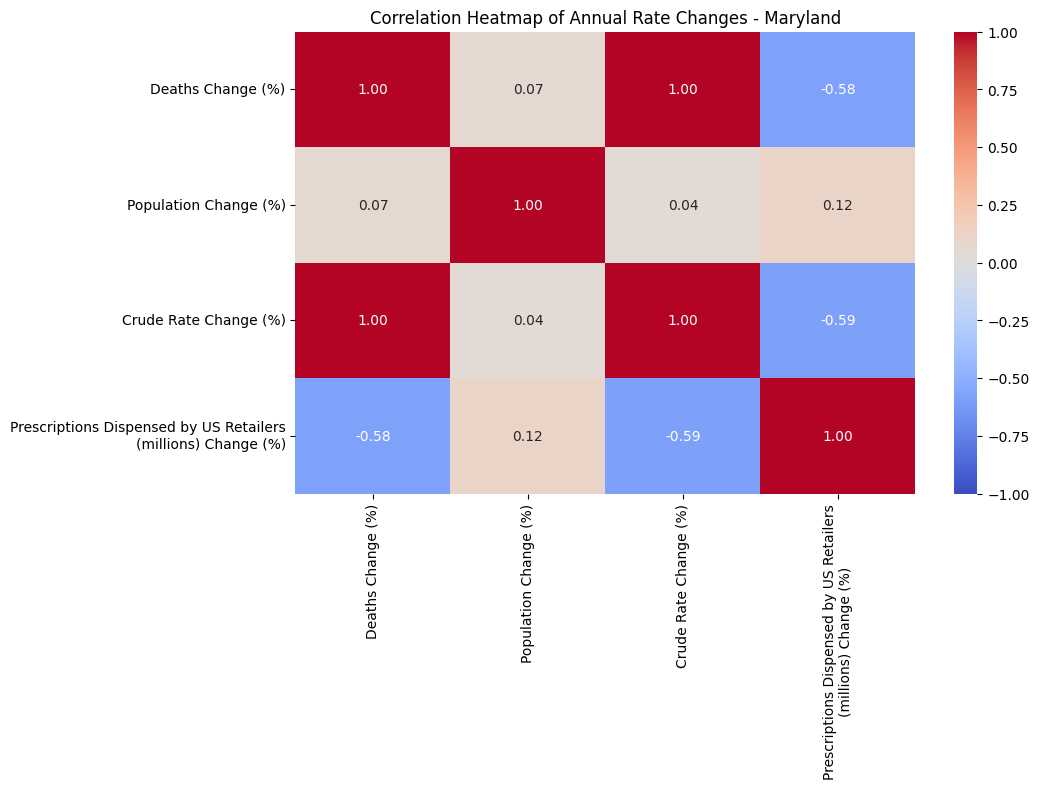 Correlation Heatmap of Annual Rate Changes - Maryland
Deaths Change (%)
1.00
0.07
1.00
-0.58
Population Change (%)
0.07
1.00
0.04
0.12
Crude Rate Change (%)
1.00
0.04
1.00
-0.59
Prescriptions Dispensed by US Retailers
(millions) Change (%)
-0.58
0.12
-0.59
1.00
Deaths Change (%)
Population Change (%)
Crude Rate Change (%)
Prescriptions Dispensed by US Retailers
(millions) Change (%)
1.00
0.75
0.50
0.25
0.00
−0.25
−0.50
−0.75
−1.00